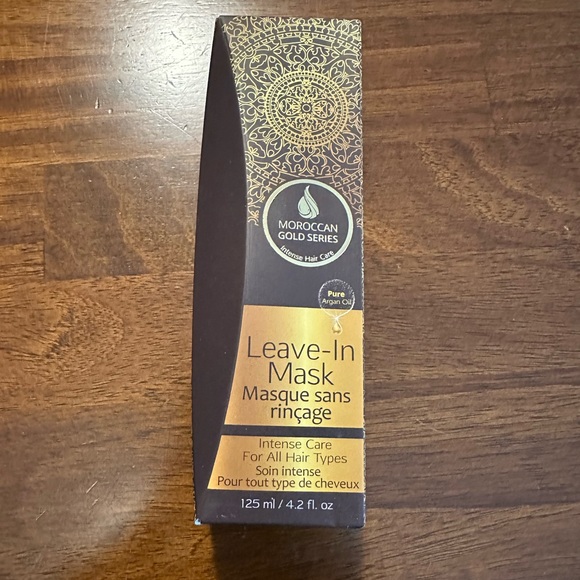 MOROCCAN
GOLD SERIES
Intense Hair Care
Pure
Argan Oil
Leave-In
Mask
Masque sans
rinçage
Intense Care
For All Hair Types
Soin intense
Pour tout type de cheveux
125 ml / 4.2 fl. oz